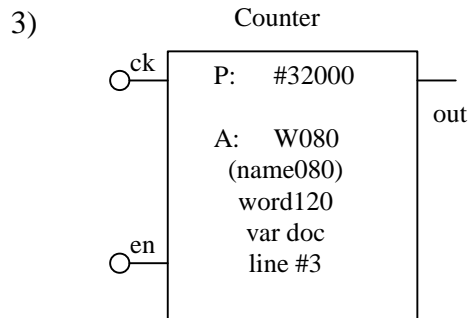 3)
Counter
ck
P: #32000
out
A: W080
(name080)
word120
var doc
en
line #3